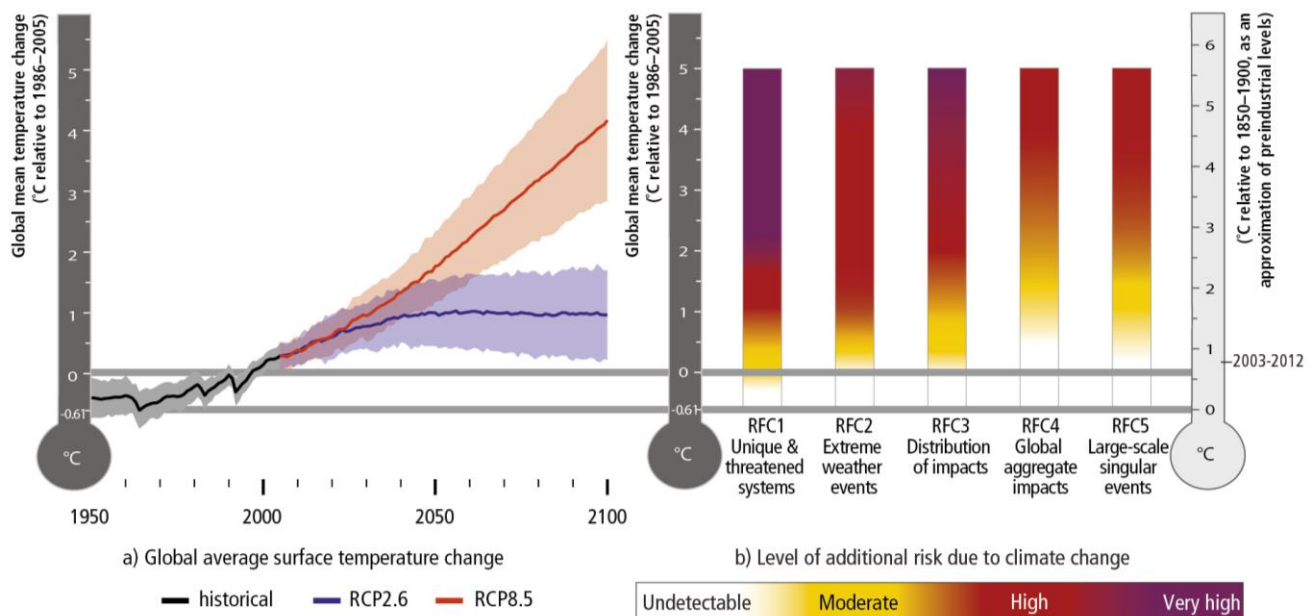 Global mean temperature change
(˚C relative to 1986–2005)
5
4
3
2
1
0
-0.61
°C
1950
2000
2050
2100
a) Global average surface temperature change
historical
RCP2.6
RCP8.5
Global mean temperature change
(˚C relative to 1986–2005)
5
4
3
2
1
0
-0.61
°C
RFC1
Unique &
threatened
systems
RFC2
Extreme
weather
events
RFC3
Distribution
of impacts
RFC4
Global
aggregate
impacts
RFC5
Large-scale
singular
events
6
5
4
3
2
1
0
2003-2012
°C
(˚C relative to 1850–1900, as an
approximation of preindustrial levels)
b) Level of additional risk due to climate change
Undetectable
Moderate
High
Very high